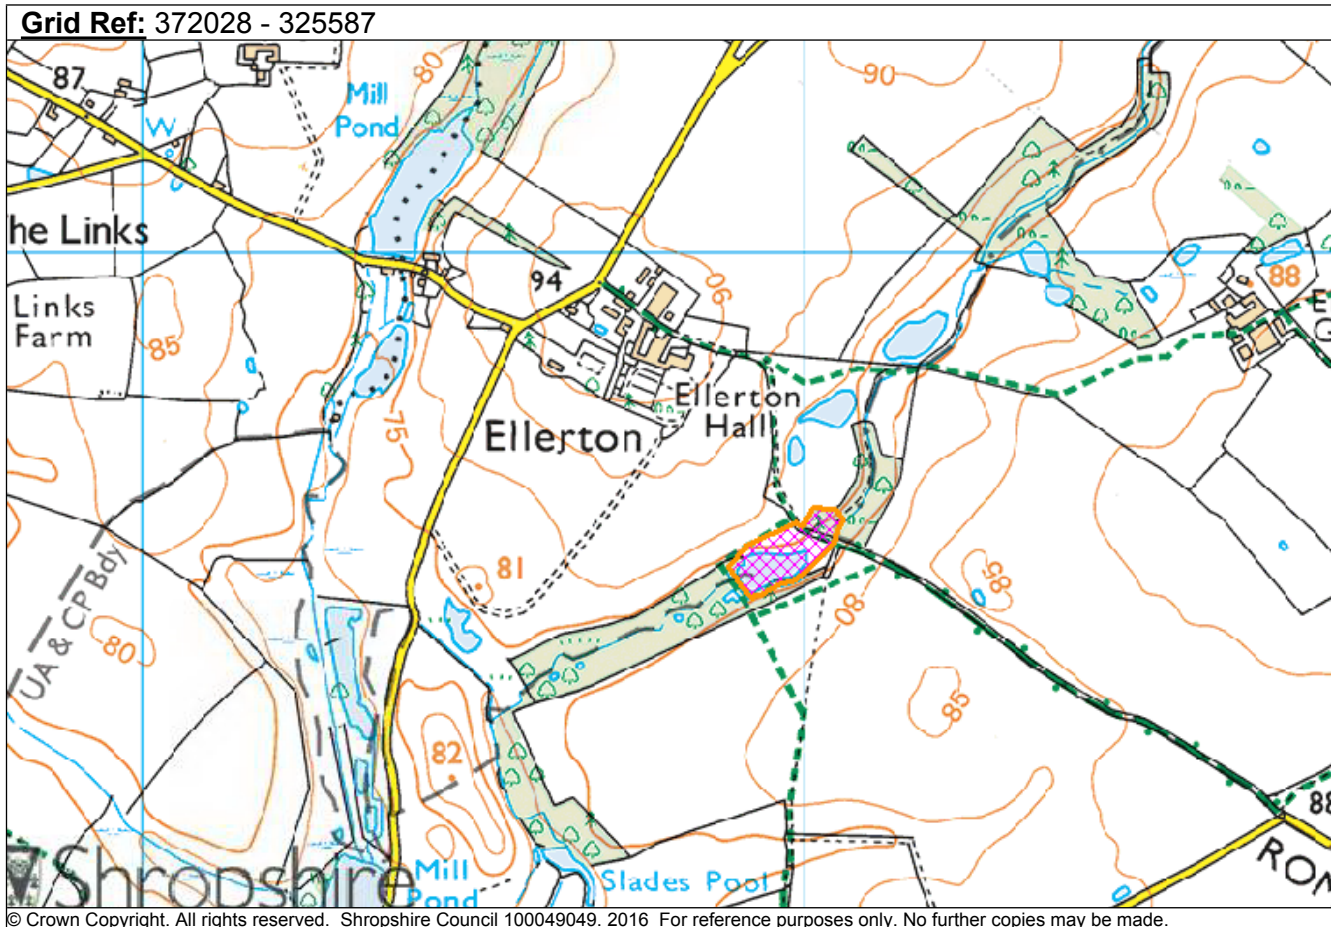 Grid Ref: 372028 - 325587
87
80
90
Mill
Pond
W
he Links
94
90
88
Links
Farm
85
E
G
Ellerton
Hall
75
Ellerton
81
85
UA & CP Bdy
80
80
85
82
88
RON
Shropshire
Mill
Pond
Slades Pool
© Crown Copyright. All rights reserved. Shropshire Council 100049049. 2016 For reference purposes only. No further copies may be made.